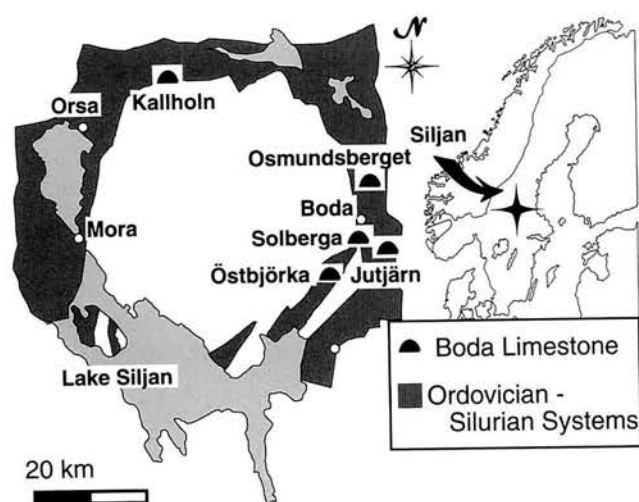 N
Orsa
Kallholn
Siljan
Osmundsberget
Boda
Mora
Solberga
Östbjörka
Jutjärn
Lake Siljan
Boda Limestone
Ordovician -
Silurian Systems
20 km